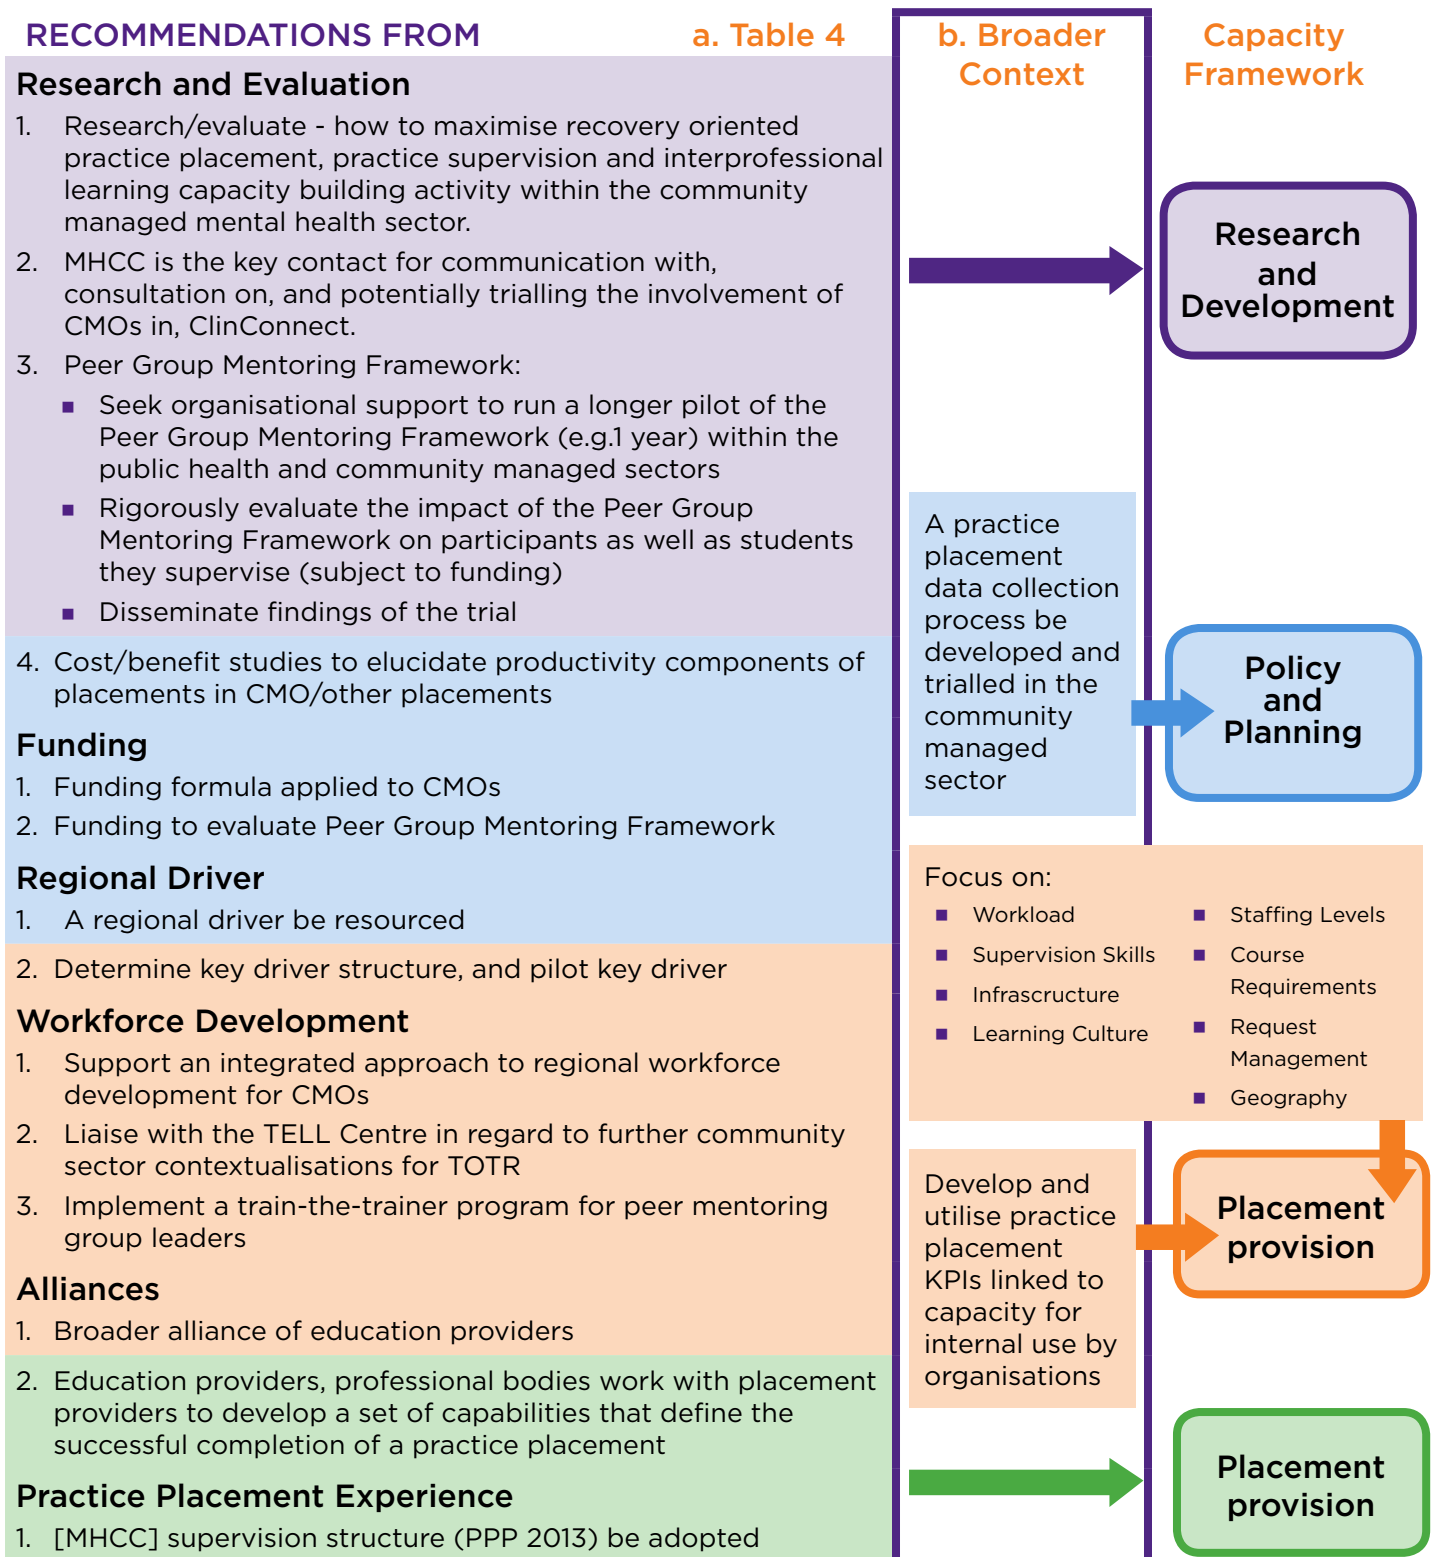 RECOMMENDATIONS FROM
a. Table 4
Research and Evaluation
1. Research/evaluate - how to maximise recovery oriented
practice placement, practice supervision and interprofessional
learning capacity building activity within the community
managed mental health sector.
2. MHCC is the key contact for communication with,
consultation on, and potentially trialling the involvement of
CMOs in, ClinConnect.
3. Peer Group Mentoring Framework:
■ Seek organisational support to run a longer pilot of the
Peer Group Mentoring Framework (e.g.1 year) within the
public health and community managed sectors
■ Rigorously evaluate the impact of the Peer Group
Mentoring Framework on participants as well as students
they supervise (subject to funding)
■ Disseminate findings of the trial
4. Cost/benefit studies to elucidate productivity components of
placements in CMO/other placements
Funding
1. Funding formula applied to CMOs
2. Funding to evaluate Peer Group Mentoring Framework
Regional Driver
1. A regional driver be resourced
2. Determine key driver structure, and pilot key driver
Workforce Development
1. Support an integrated approach to regional workforce
development for CMOs
2. Liaise with the TELL Centre in regard to further community
sector contextualisations for TOTR
3. Implement a train-the-trainer program for peer mentoring
group leaders
Alliances
1. Broader alliance of education providers
2. Education providers, professional bodies work with placement
providers to develop a set of capabilities that define the
successful completion of a practice placement
Practice Placement Experience
1. [MHCC] supervision structure (PPP 2013) be adopted
b. Broader
Context
A practice
placement
data collection
process be
developed and
trialled in the
community
managed
sector
Focus on:
■ Workload
■ Supervision Skills
■ Infrascructure
■ Learning Culture
■ Staffing Levels
■ Course
Requirements
■ Request
Management
■ Geography
Develop and
utilise practice
placement
KPIs linked to
capacity for
internal use by
organisations
Capacity
Framework
Research
and
Development
Policy
and
Planning
Placement
provision
Placement
provision